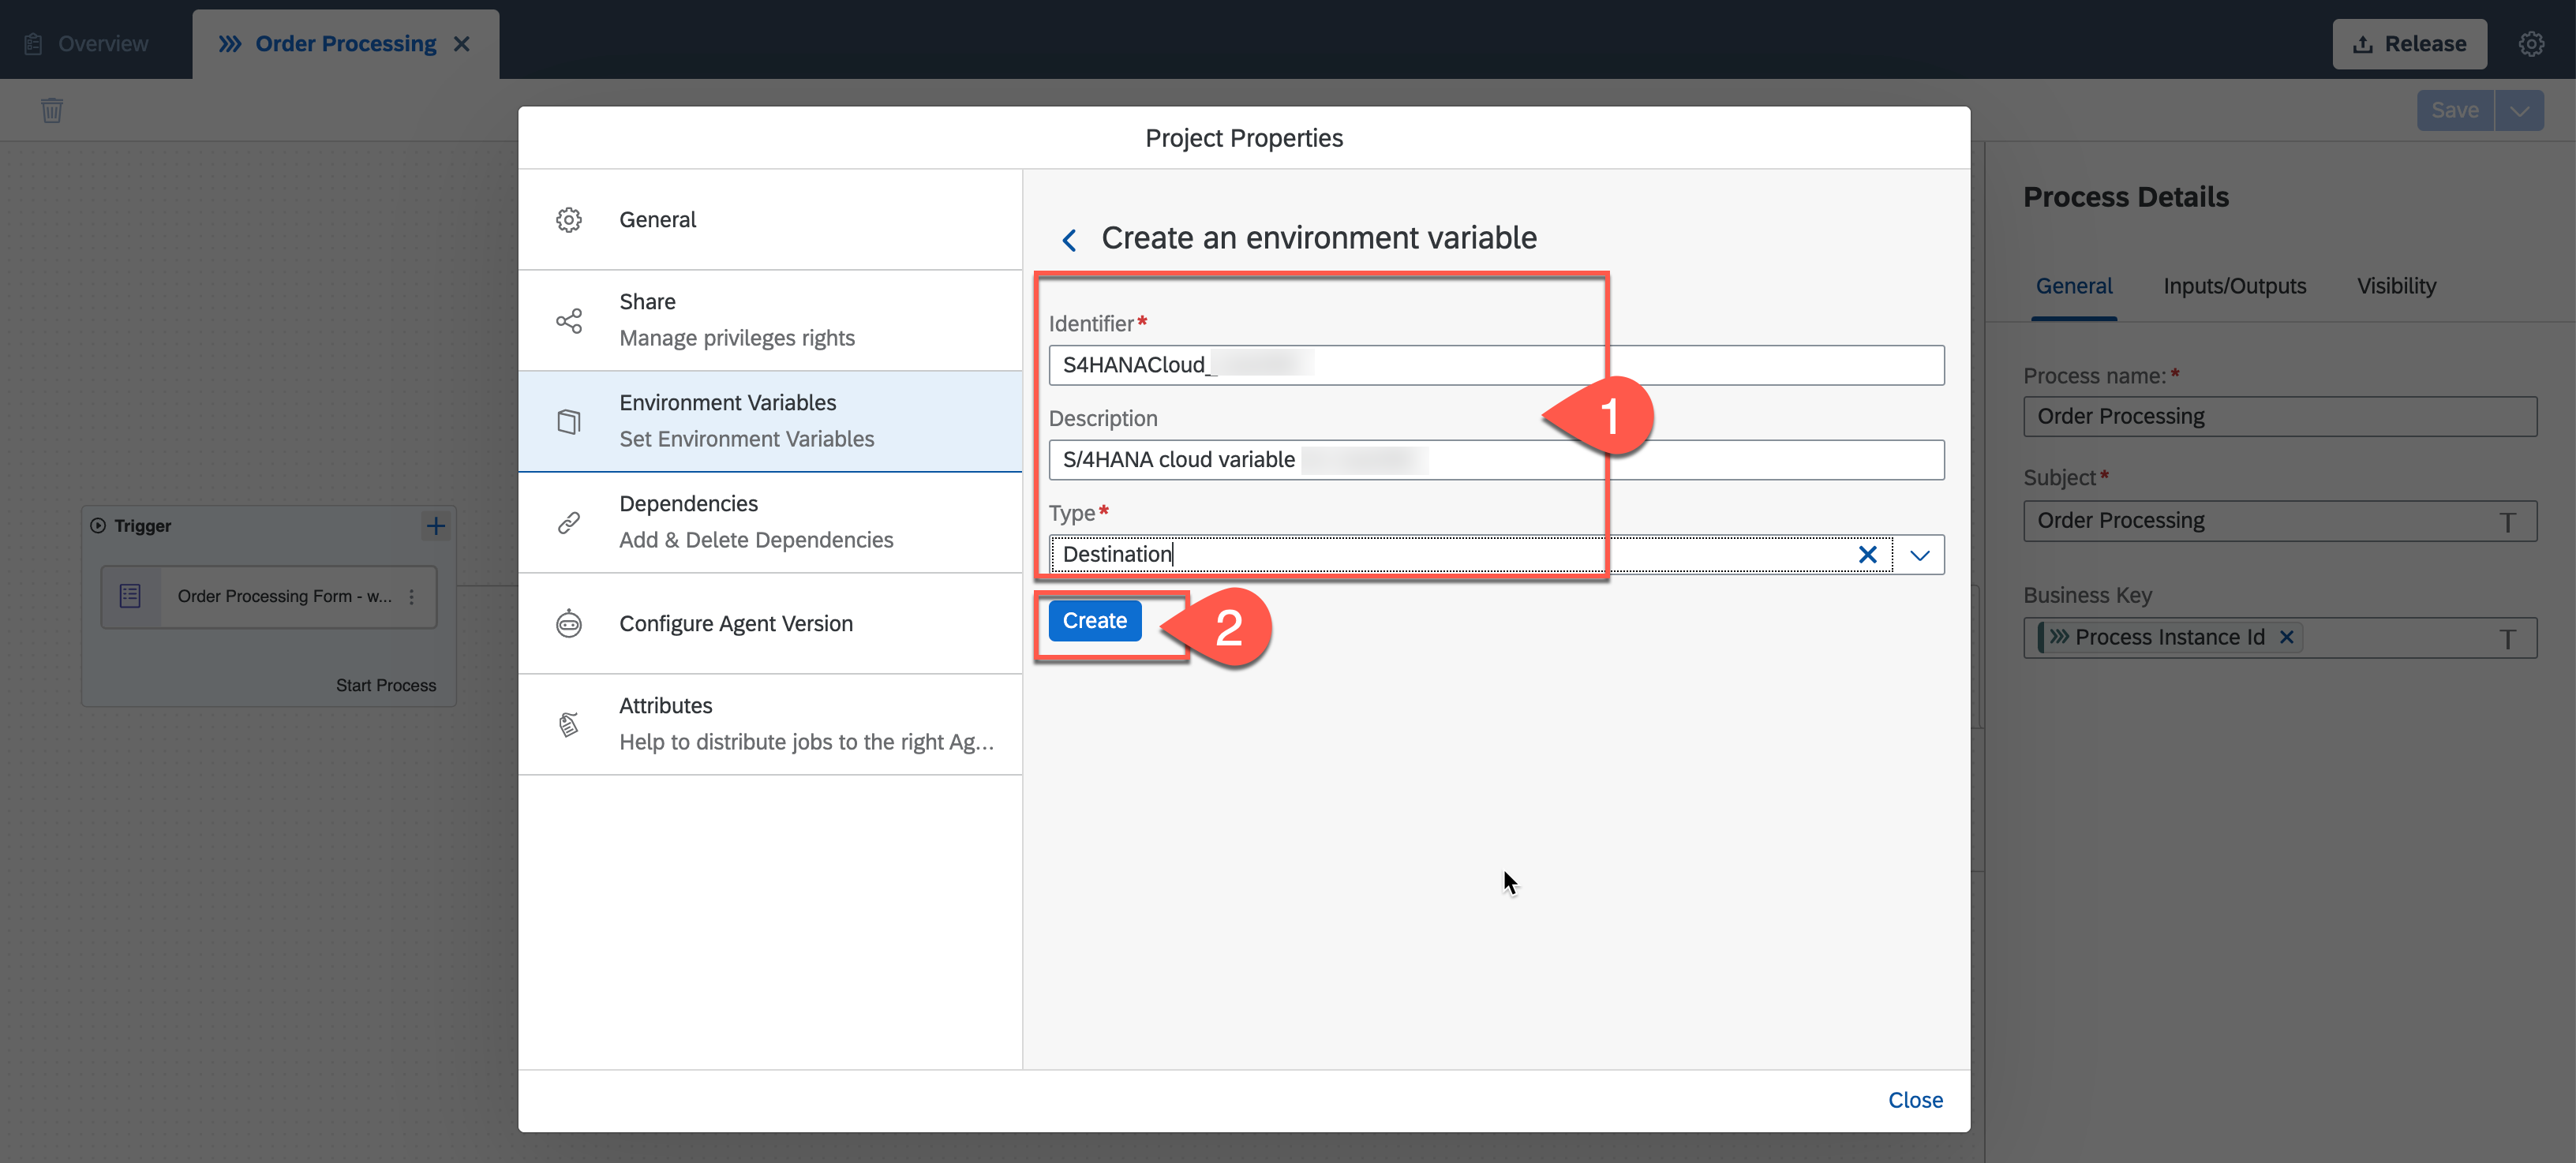 Overview
Order Processing
Release
Save
Project Properties
General
Share
Manage privileges rights
Environment Variables
Set Environment Variables
Dependencies
Add & Delete Dependencies
Configure Agent Version
Attributes
Help to distribute jobs to the right Ag...
Create an environment variable
Identifier*
S4HANACloud_
Description
S/4HANA cloud variable
Type*
Destination
1
Create
2
Close
Trigger
Order Processing Form - w...
Start Process
Process Details
General
Inputs/Outputs
Visibility
Process name:*
Order Processing
Subject*
Order Processing
Business Key
Process Instance Id